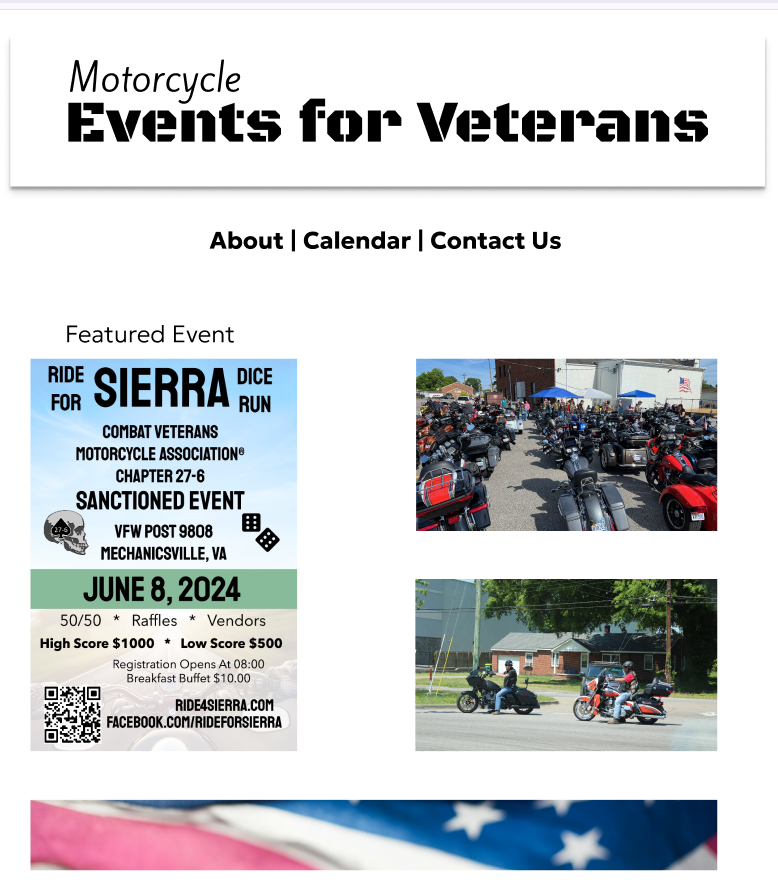 Motorcycle
Events for Veterans
About | Calendar | Contact Us
Featured Event
RIDE FOR SIERRA DICE RUN
COMBAT VETERANS
MOTORCYCLE ASSOCIATION®
CHAPTER 27-6
SANCTIONED EVENT
27-6
VFW POST 9808
MECHANICSVILLE, VA
JUNE 8, 2024
50/50 * Raffles * Vendors
High Score $1000 * Low Score $500
Registration Opens At 08:00
Breakfast Buffet $10.00
RIDE4SIERRA.COM
FACEBOOK.COM/RIDEFORSIERRA